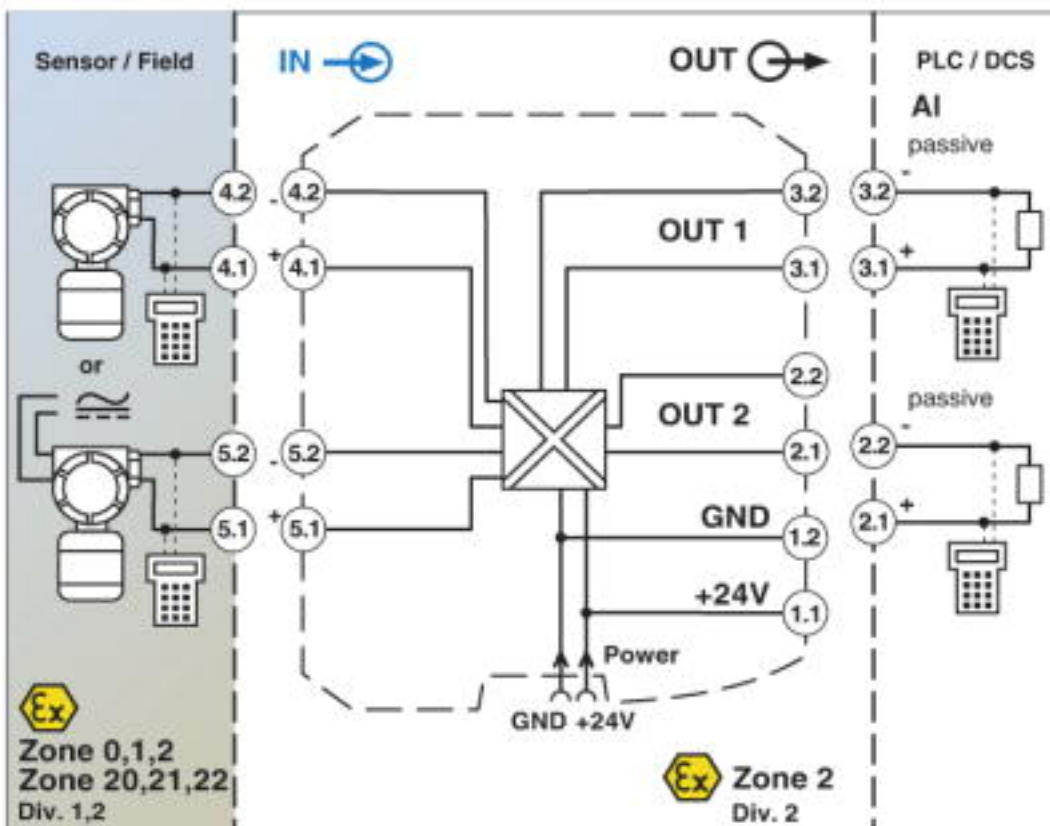 Sensor / Field
IN
OUT
PLC / DCS
AI
passive
4.2
-
4.2
3.2
3.2
-
OUT 1
4.1
+
4.1
3.1
3.1
+
or
2.2
passive
OUT 2
5.2
-
5.2
2.1
2.2
-
5.1
+
5.1
GND
1.2
2.1
+
+24V
1.1
Power
GND +24V
Ex
Zone 0,1,2
Zone 20,21,22
Div. 1,2
Ex
Zone 2
Div. 2